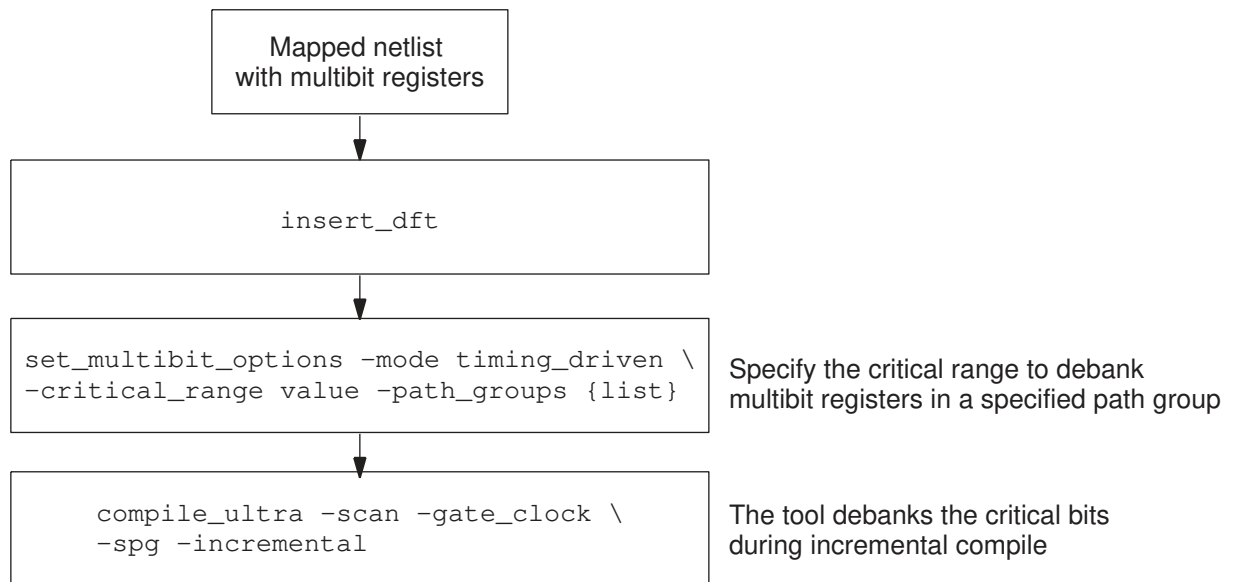 Mapped netlist
with multibit registers
insert_dft
set_multibit_options -mode timing_driven \
-critical_range value -path_groups {list}
Specify the critical range to debank
multibit registers in a specified path group
compile_ultra -scan -gate_clock \
-spg -incremental
The tool debanks the critical bits
during incremental compile